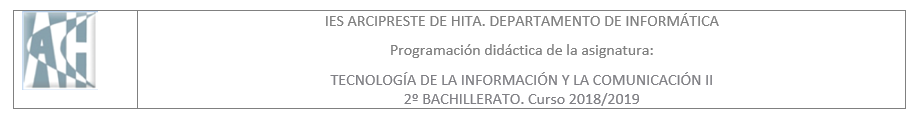 ACH
IES ARCIPRESTE DE HITA. DEPARTAMENTO DE INFORMÁTICA
Programación didáctica de la asignatura:
TECNOLOGÍA DE LA INFORMACIÓN Y LA COMUNICACIÓN II
2º BACHILLERATO. Curso 2018/2019